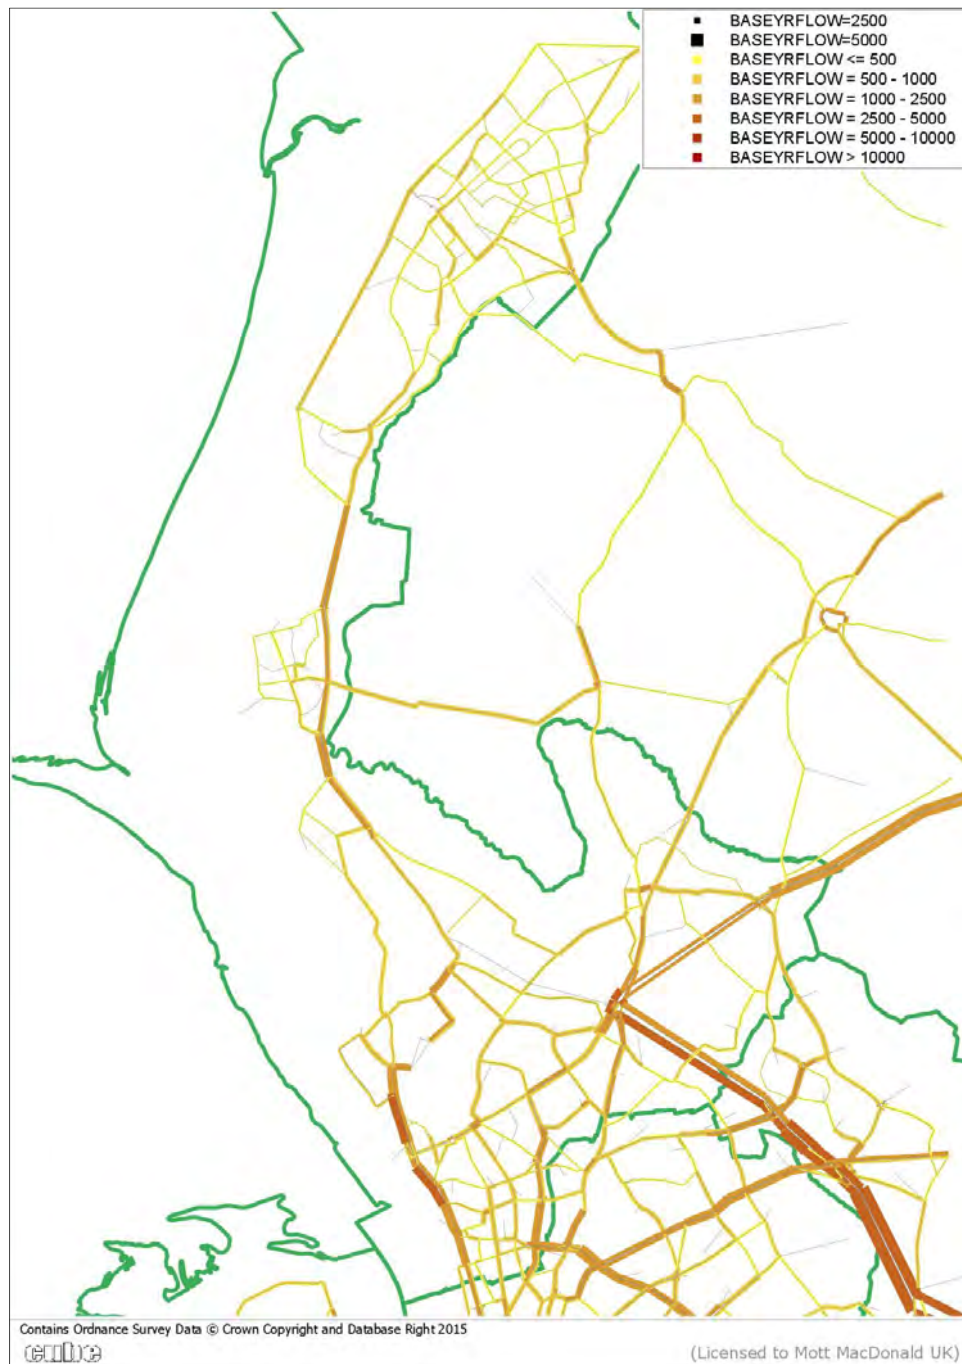 BASEYRFLOW=2500
BASEYRFLOW=5000
BASEYRFLOW <= 500
BASEYRFLOW = 500 - 1000
BASEYRFLOW = 1000 - 2500
BASEYRFLOW = 2500 - 5000
BASEYRFLOW = 5000 - 10000
BASEYRFLOW > 10000
Contains Ordnance Survey Data © Crown Copyright and Database Right 2015
cube
(Licensed to Mott MacDonald UK)